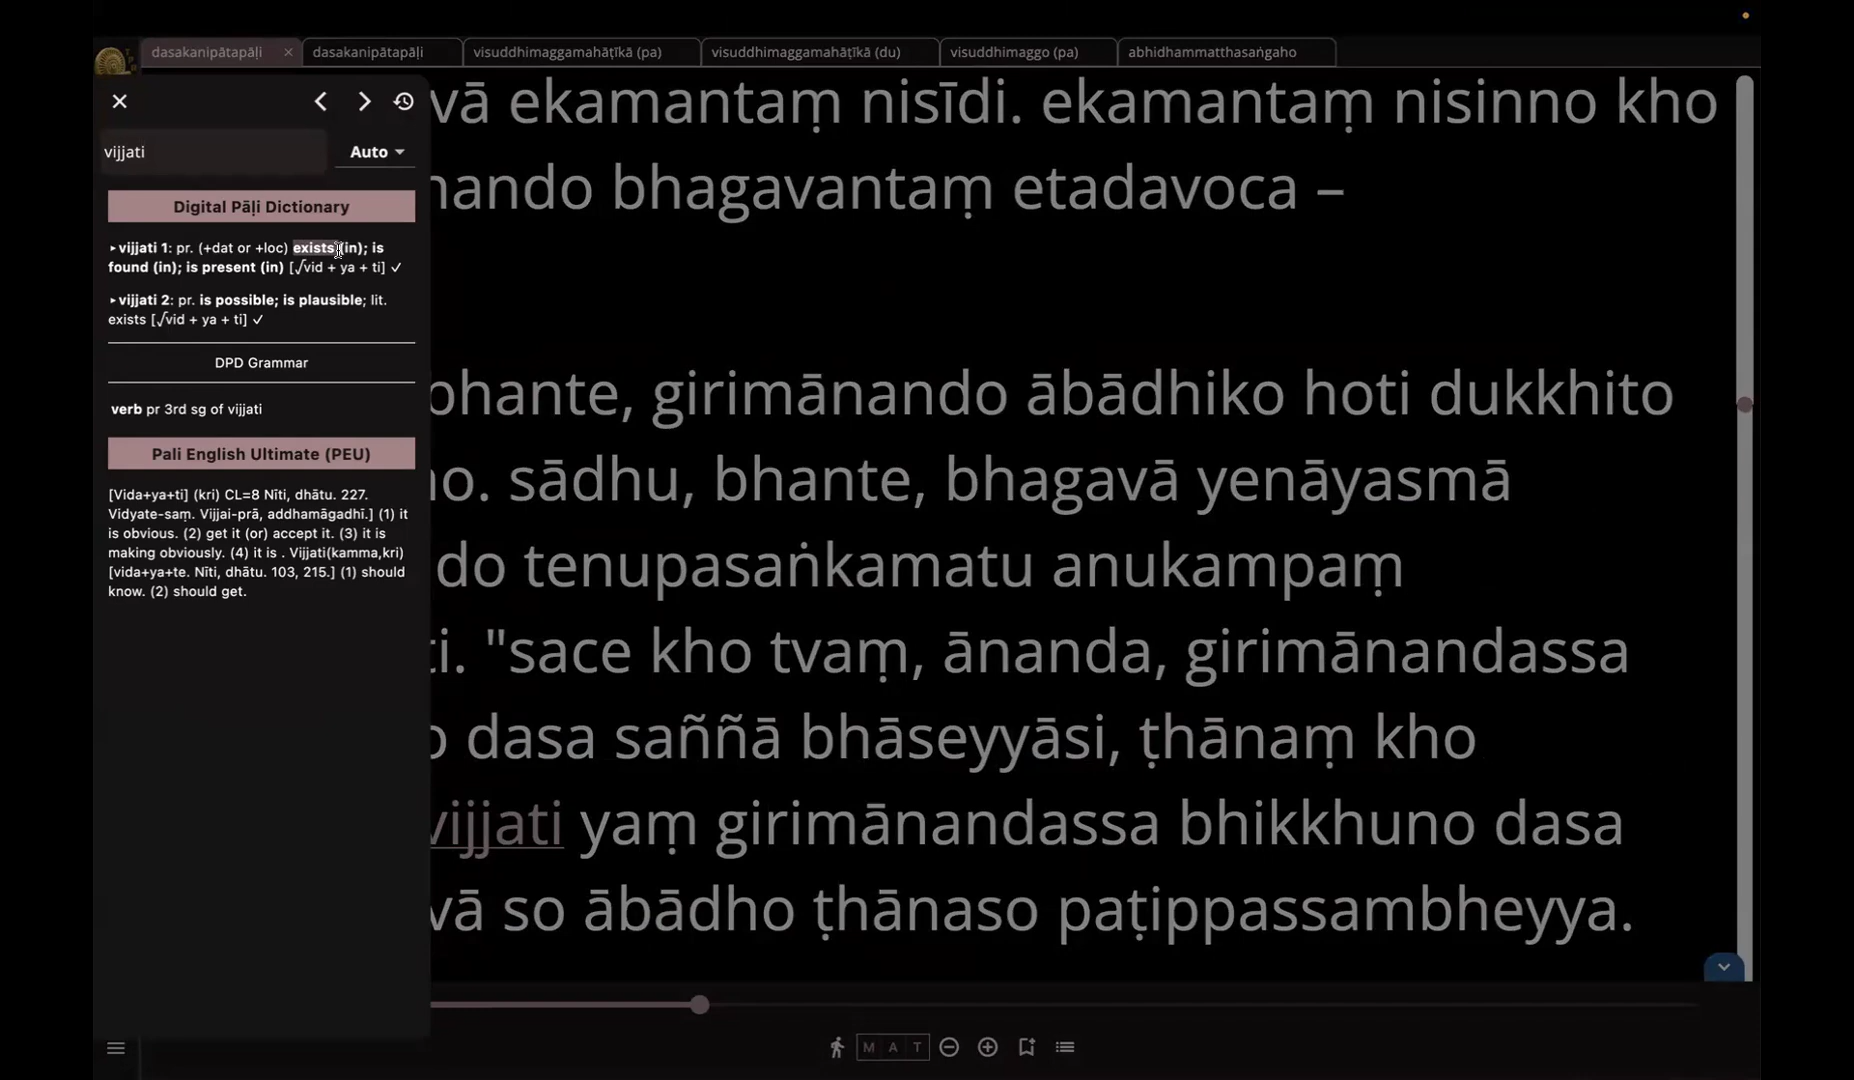 dasakanipātapāḷi
dasakanipātapāḷi
visuddhimaggamahāṭīkā (pa)
visuddhimaggamahāṭīkā (du)
visuddhimaggo (pa)
abhidhammatthasaṅgaho
vijjati
Auto
Digital Pāḷi Dictionary
▸vijjati 1: pr. (+dat or +loc) exists (in); is
found (in); is present (in) [√vid + ya + ti] ✓
▸vijjati 2: pr. is possible; is plausible; lit.
exists [√vid + ya + ti] ✓
DPD Grammar
verb pr 3rd sg of vijjati
Pali English Ultimate (PEU)
[Vida+ya+ti] (kri) CL=8 Nīti, dhātu. 227.
Vidyate-saṃ. Vijjai-prā, addhamāgadhī.] (1) it
is obvious. (2) get it (or) accept it. (3) it is
making obviously. (4) it is . Vijjati(kamma,kri)
[vida+ya+te. Nīti, dhātu. 103, 215.] (1) should
know. (2) should get.
vā ekamantaṃ nisīdi. ekamantaṃ nisinno kho
nando bhagavantaṃ etadavoca –
bhante, girimānando ābādhiko hoti dukkhito
no. sādhu, bhante, bhagavā yenāyasmā
do tenupasaṅkamatu anukampaṃ
ti. "sace kho tvaṃ, ānanda, girimānandassa
o dasa saññā bhāseyyāsi, ṭhānaṃ kho
vijjati yaṃ girimānandassa bhikkhuno dasa
vā so ābādho ṭhānaso paṭippassambheyya.
M A T